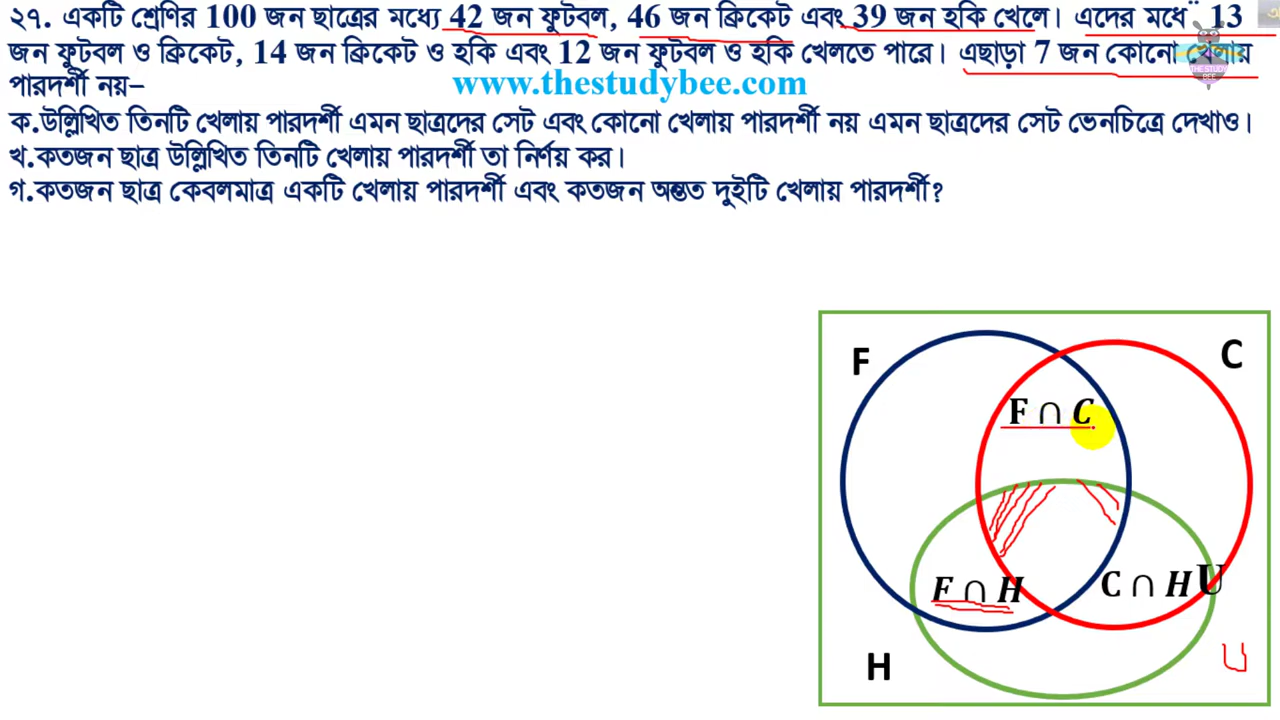 ২৭. একটি শ্রেণির 100 জন ছাত্রের মধ্যে 42 জন ফুটবল, 46 জন ক্রিকেট এবং 39 জন হকি খেলে। এদের মধ্যে 13
জন ফুটবল ও ক্রিকেট, 14 জন ক্রিকেট ও হকি এবং 12 জন ফুটবল ও হকি খেলতে পারে। এছাড়া 7 জন কোনো খেলায়
পারদর্শী নয়–
www.thestudybee.com
THE STUDY
BEE
ক.উল্লিখিত তিনটি খেলায় পারদর্শী এমন ছাত্রদের সেট এবং কোনো খেলায় পারদর্শী নয় এমন ছাত্রদের সেট ভেনচিত্রে দেখাও।
খ.কতজন ছাত্র উল্লিখিত তিনটি খেলায় পারদর্শী তা নির্ণয় কর।
গ.কতজন ছাত্র কেবলমাত্র একটি খেলায় পারদর্শী এবং কতজন অন্তত দুইটি খেলায় পারদর্শী?
F
C
F ∩ C
F ∩ H
C ∩ H
U
H
U